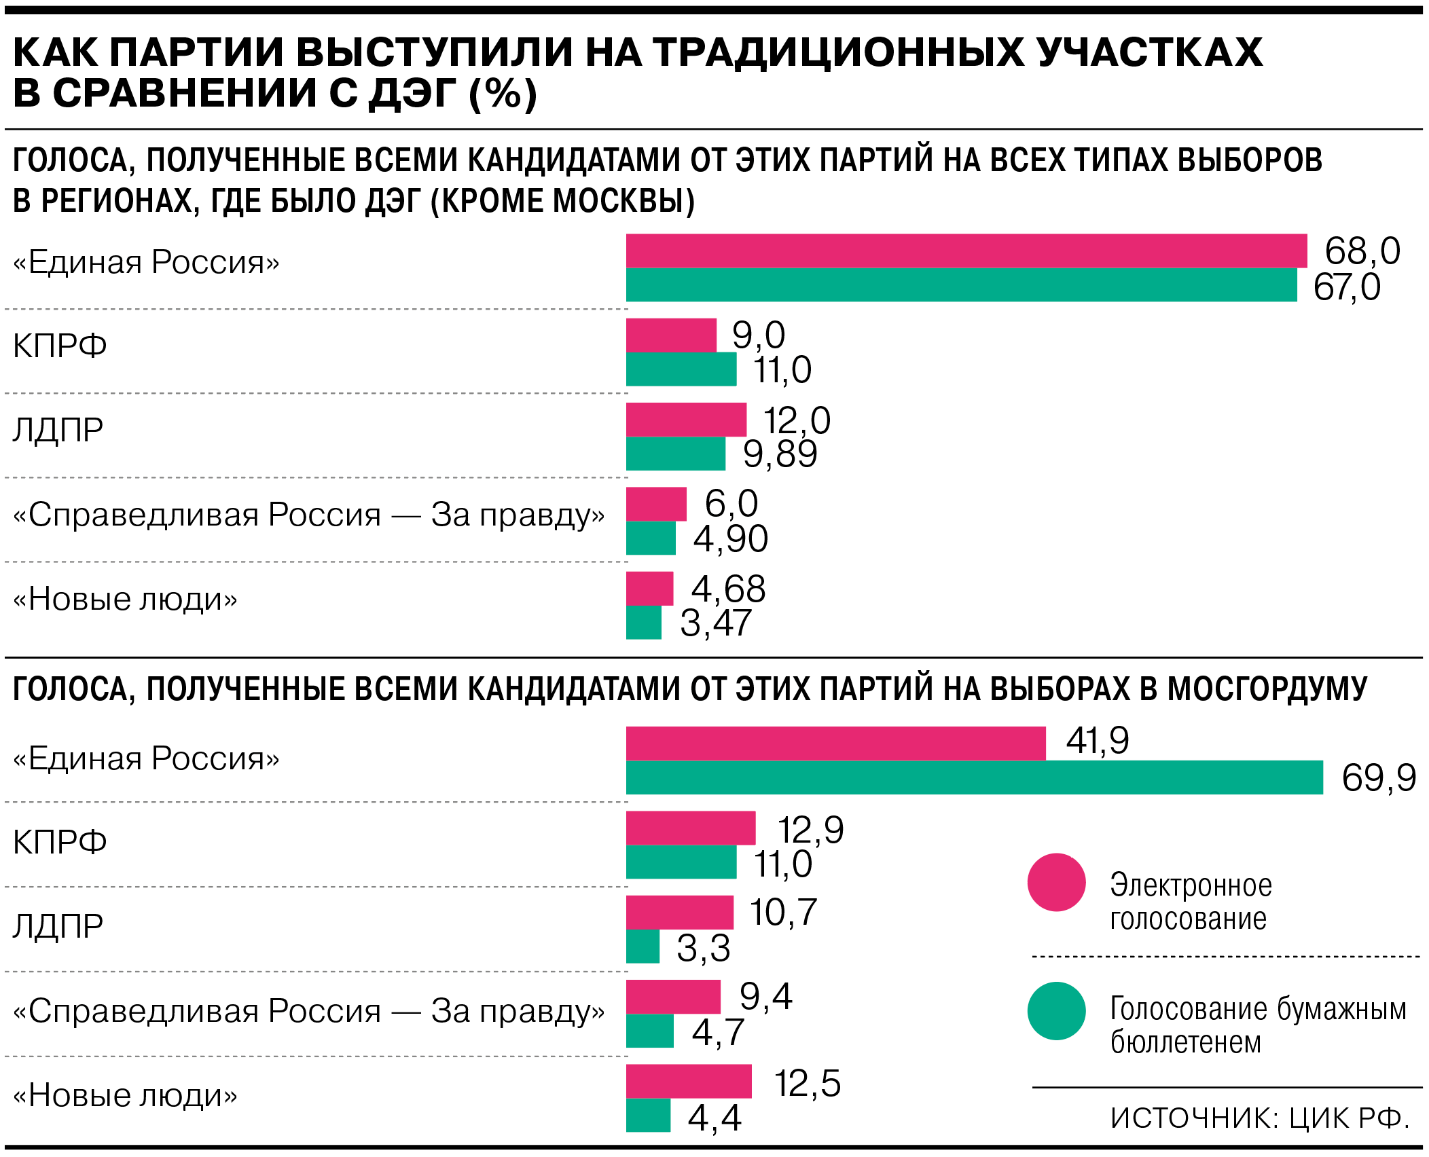 КАК ПАРТИИ ВЫСТУПИЛИ НА ТРАДИЦИОННЫХ УЧАСТКАХ
В СРАВНЕНИИ С ДЭГ (%)
ГОЛОСА, ПОЛУЧЕННЫЕ ВСЕМИ КАНДИДАТАМИ ОТ ЭТИХ ПАРТИЙ НА ВСЕХ ТИПАХ ВЫБОРОВ
В РЕГИОНАХ, ГДЕ БЫЛО ДЭГ (КРОМЕ МОСКВЫ)
«Единая Россия»
68,0
67,0
КПРФ
9,0
11,0
ЛДПР
12,0
9,89
«Справедливая Россия — За правду»
6,0
4,90
«Новые люди»
4,68
3,47
ГОЛОСА, ПОЛУЧЕННЫЕ ВСЕМИ КАНДИДАТАМИ ОТ ЭТИХ ПАРТИЙ НА ВЫБОРАХ В МОСГОРДУМУ
«Единая Россия»
41,9
69,9
КПРФ
12,9
11,0
ЛДПР
10,7
3,3
«Справедливая Россия — За правду»
9,4
4,7
«Новые люди»
12,5
4,4
Электронное
голосование
Голосование бумажным
бюллетенем
ИСТОЧНИК: ЦИК РФ.